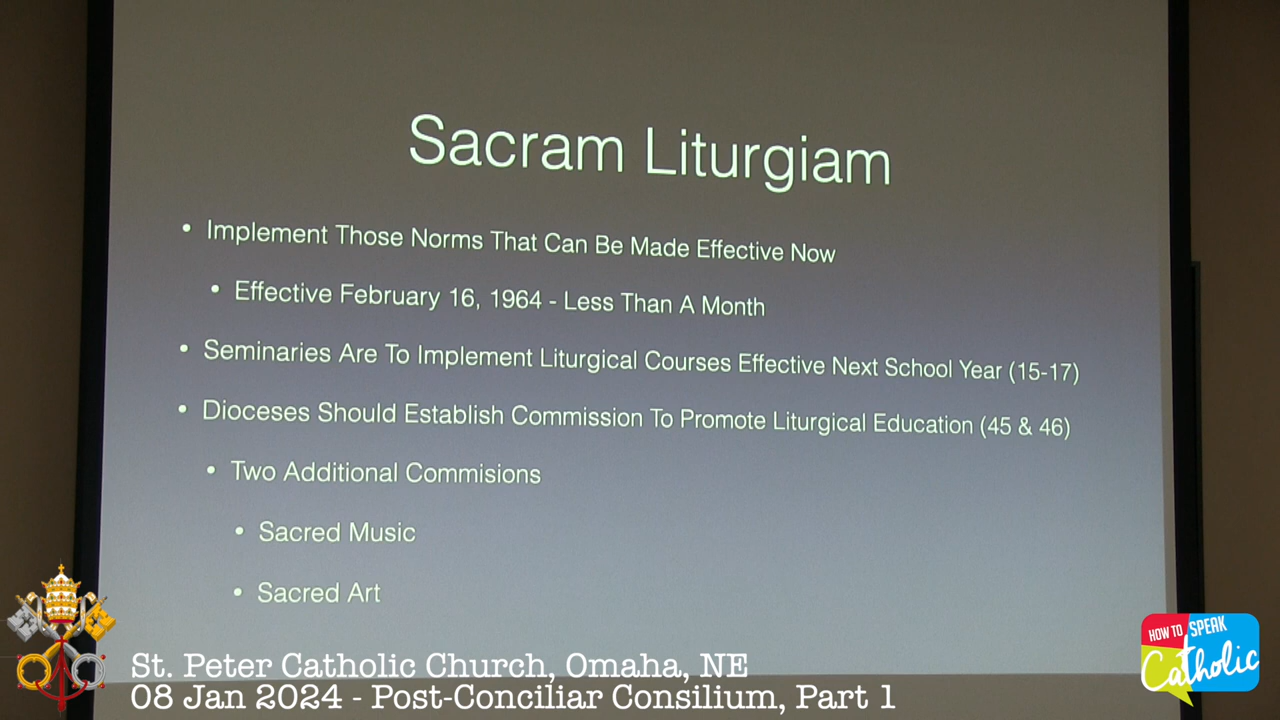 Sacram Liturgiam
• Implement Those Norms That Can Be Made Effective Now
• Effective February 16, 1964 - Less Than A Month
• Seminaries Are To Implement Liturgical Courses Effective Next School Year (15-17)
• Dioceses Should Establish Commission To Promote Liturgical Education (45 & 46)
• Two Additional Commisions
• Sacred Music
• Sacred Art
St. Peter Catholic Church, Omaha, NE
08 Jan 2024 - Post-Conciliar Consilium, Part 1
HOW TO SPEAK
Catholic